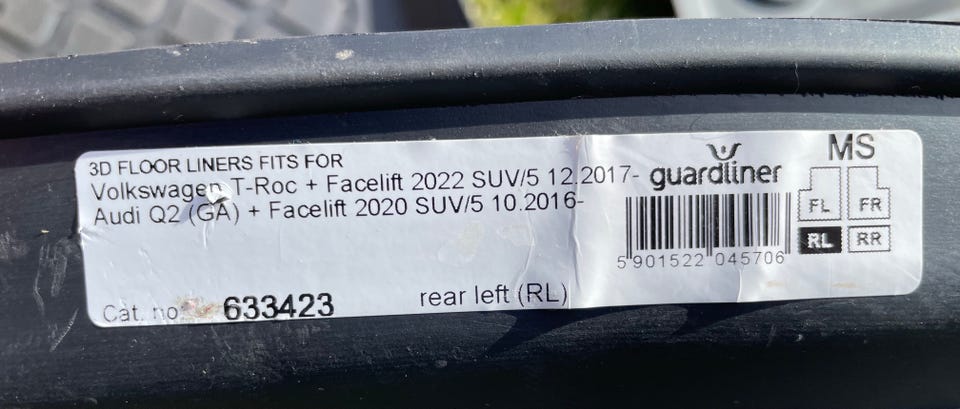 3D FLOOR LINERS FITS FOR
Volkswagen T-Roc + Facelift 2022 SUV/5 12.2017-
Audi Q2 (GA) + Facelift 2020 SUV/5 10.2016-
guardliner
5 901522 045706
MS
FL FR
RL RR
Cat. no: 633423
rear left (RL)